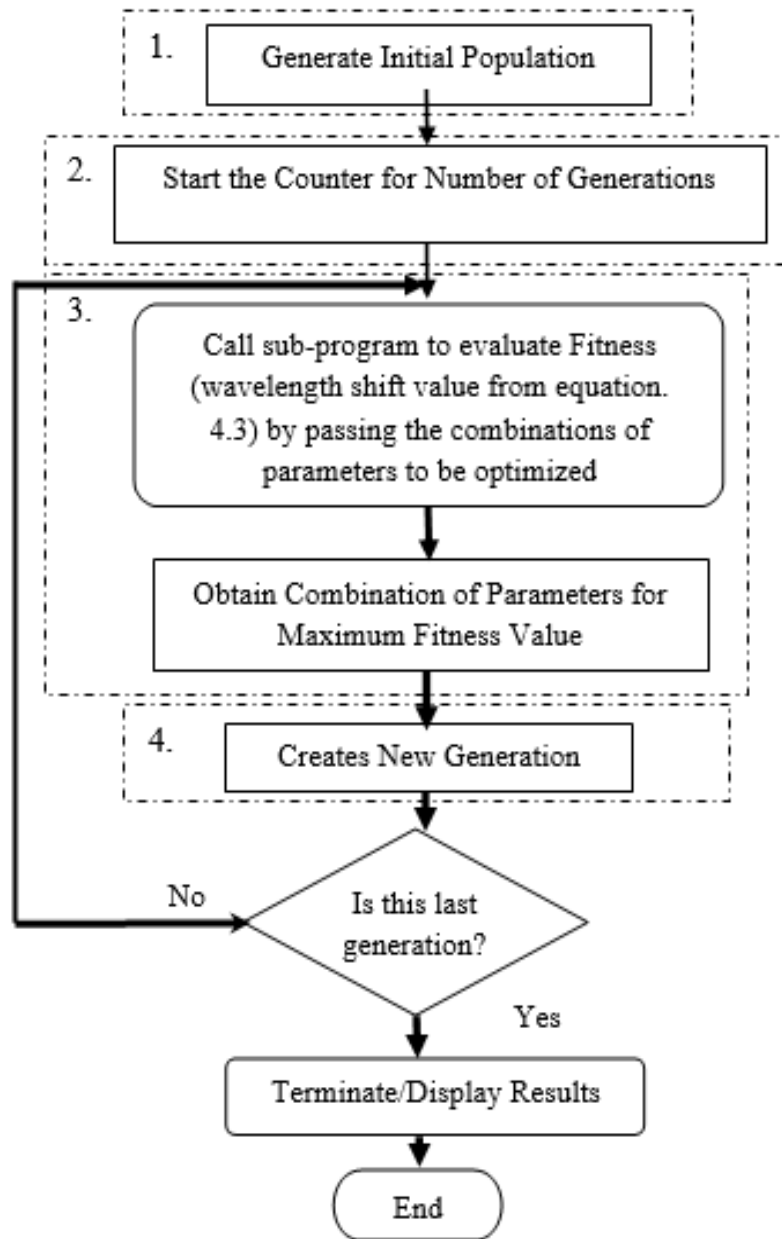 1.
Generate Initial Population
2.
Start the Counter for Number of Generations
3.
Call sub-program to evaluate Fitness
(wavelength shift value from equation.
4.3) by passing the combinations of
parameters to be optimized
Obtain Combination of Parameters for
Maximum Fitness Value
4.
Creates New Generation
No
Is this last
generation?
Yes
Terminate/Display Results
End